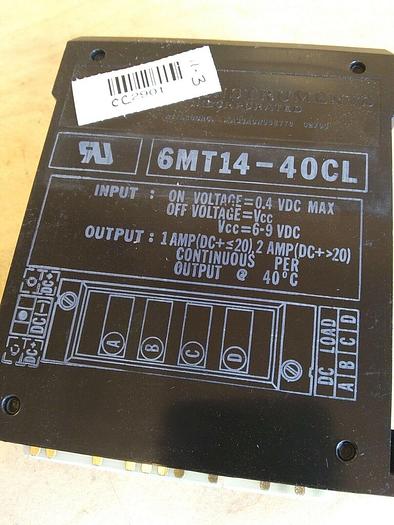 CC2901
INCORPORATED
6MT14-40CL
INPUT : ON VOLTAGE=0.4 VDC MAX
OFF VOLTAGE=Vcc
Vcc=6-9 VDC
OUTPUT : 1 AMP(DC+≤20), 2 AMP(DC+>20)
CONTINUOUS PER
OUTPUT @ 40°C
DC+
DC(-)
DC+
A
B
C
D
DC LOAD
A B C D